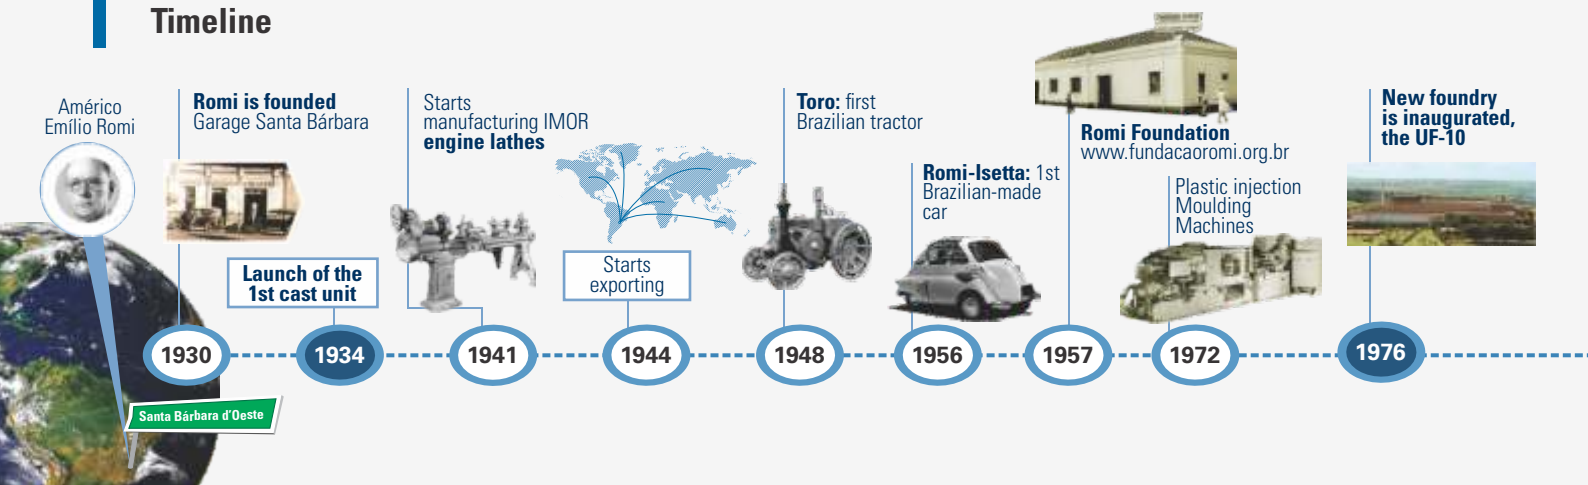 Timeline
Américo
Emílio Romi
Romi is founded
Garage Santa Bárbara
Launch of the
1st cast unit
Starts
manufacturing IMOR
engine lathes
Starts
exporting
Toro: first
Brazilian tractor
Romi-Isetta: 1st
Brazilian-made
car
Romi Foundation
www.fundacaoromi.org.br
Plastic injection
Moulding
Machines
New foundry
is inaugurated,
the UF-10
1930
1934
1941
1944
1948
1956
1957
1972
1976
Santa Bárbara d'Oeste